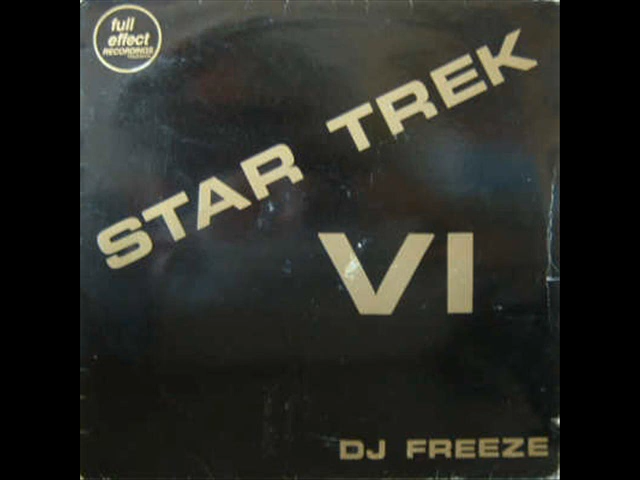 full
effect
RECORDINGS
STAR TREK
VI
DJ FREEZE